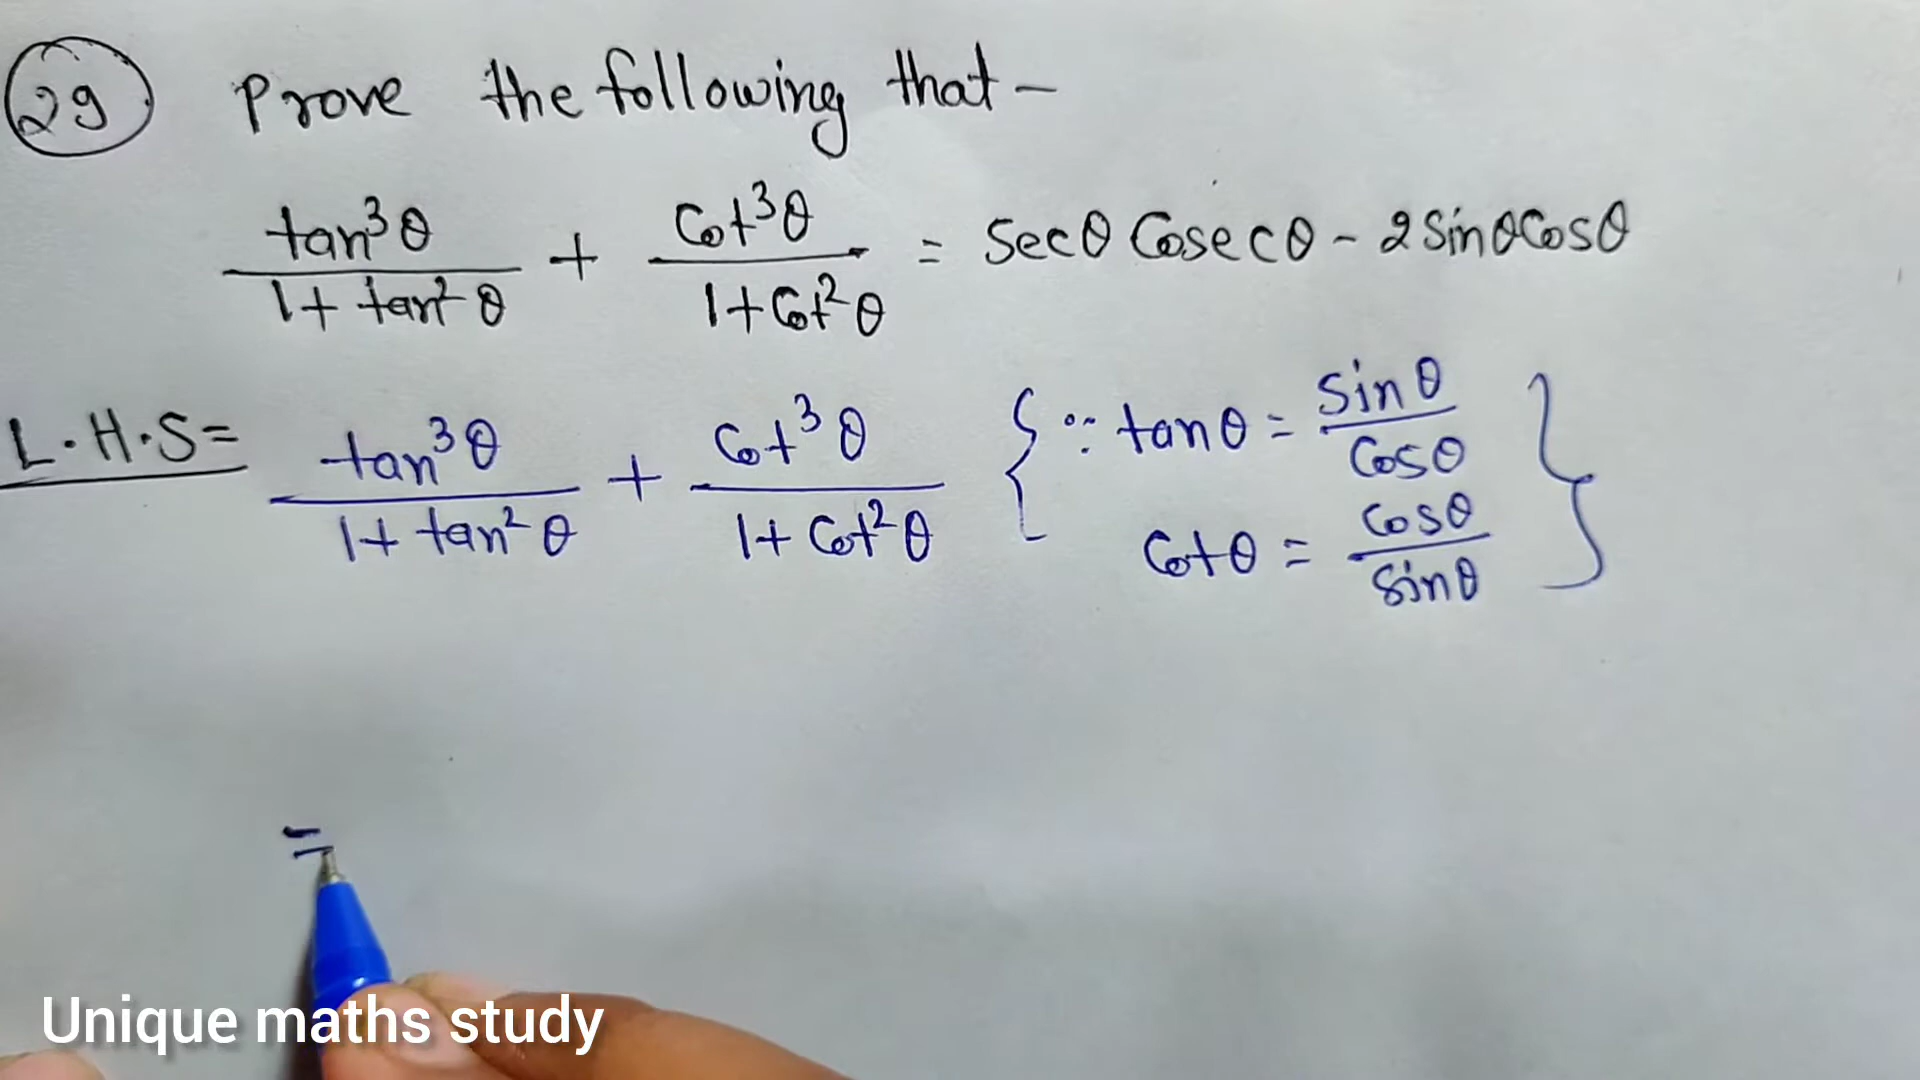 29 Prove the following that –
tan³θ / 1 + tan²θ + Cot³θ / 1 + Cot²θ = Secθ Cosecθ - 2 Sinθ Cosθ
L.H.S = tan³θ / 1 + tan²θ + Cot³θ / 1 + Cot²θ { ∵ tanθ = Sinθ / Cosθ
Cotθ = Cosθ / Sinθ }
=
Unique maths study